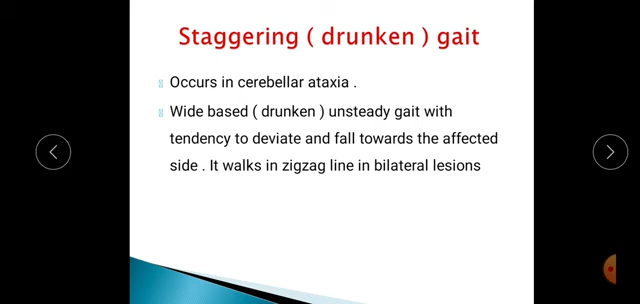 Staggering ( drunken ) gait
Occurs in cerebellar ataxia .
Wide based ( drunken ) unsteady gait with
tendency to deviate and fall towards the affected
side . It walks in zigzag line in bilateral lesions